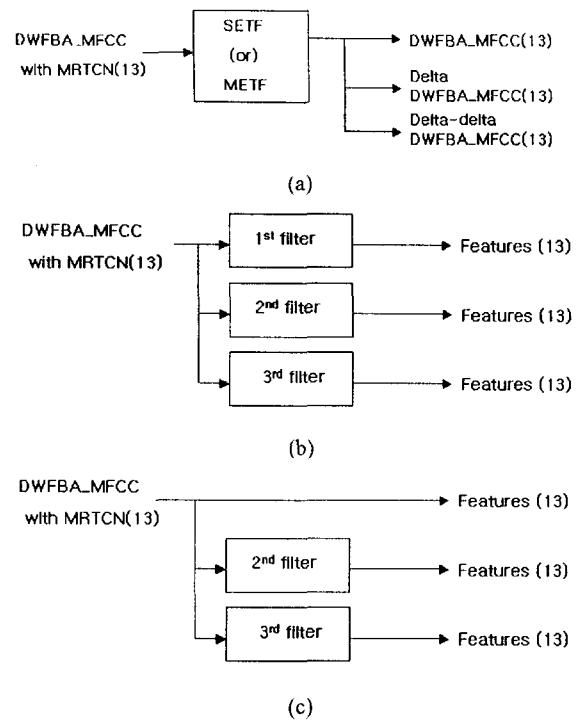 DWFBA_MFCC
with MRTCN(13)
SETF
(or)
METF
DWFBA_MFCC(13)
Delta
DWFBA_MFCC(13)
Delta-delta
DWFBA_MFCC(13)
(a)
DWFBA_MFCC
with MRTCN(13)
1st filter
Features (13)
2nd filter
Features (13)
3rd filter
Features (13)
(b)
DWFBA_MFCC
with MRTCN(13)
Features (13)
2nd filter
Features (13)
3rd filter
Features (13)
(c)